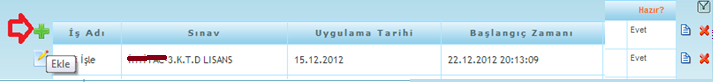 Hazır?
İş Adı Sınav Uygulama Tarihi Başlangıç Zamanı
Evet
İşle 3.K.T.D LISANS 15.12.2012 22.12.2012 20:13:09 Evet
Ekle